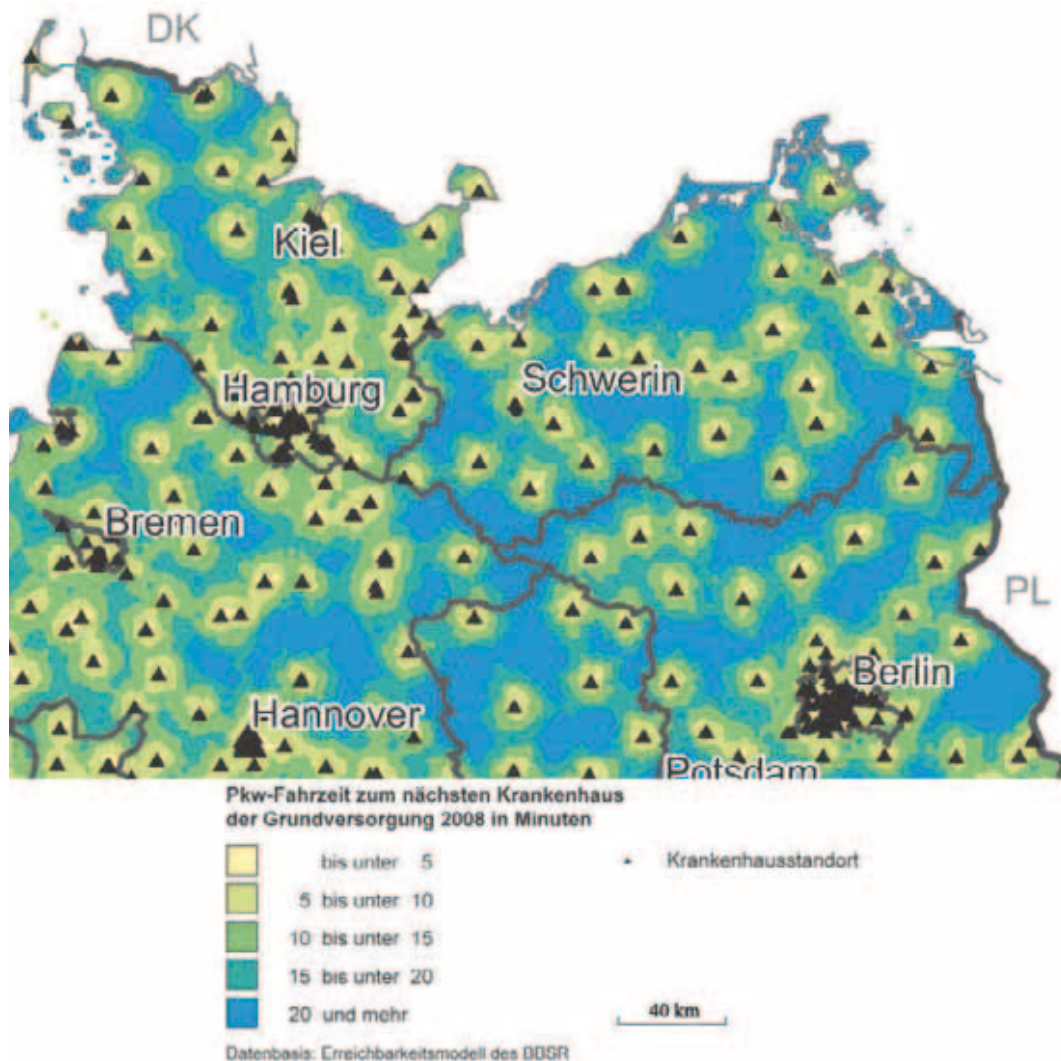 DK
Kiel
Hamburg
Schwerin
Bremen
PL
Berlin
Hannover
Potsdam
Pkw-Fahrzeit zum nächsten Krankenhaus
der Grundversorgung 2008 in Minuten
bis unter 5
Krankenhausstandort
5 bis unter 10
10 bis unter 15
15 bis unter 20
20 und mehr
40 km
Datenbasis: Erreichbarkeitsmodell des BBSR